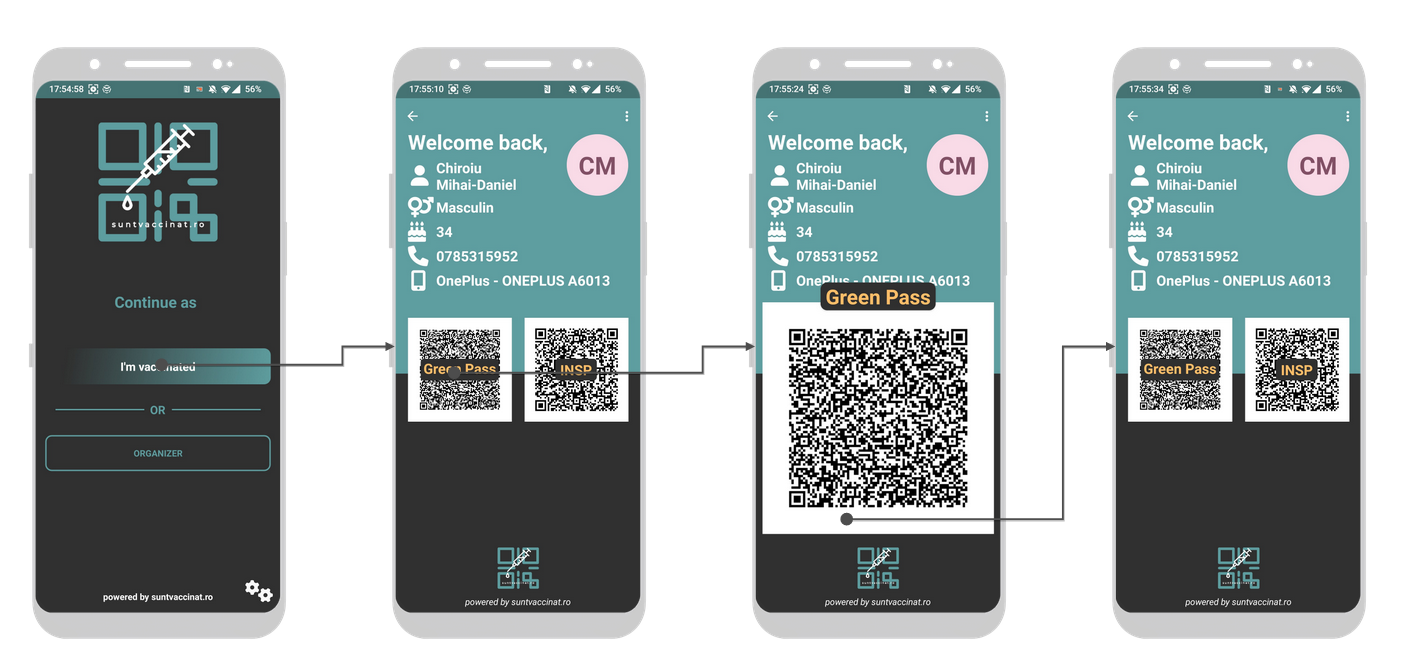 17:54:58
56%
suntvaccinat.ro
Continue as
I'm vaccinated
OR
ORGANIZER
powered by suntvaccinat.ro
17:55:10
56%
Welcome back,
CM
Chiroiu
Mihai-Daniel
Masculin
34
0785315952
OnePlus - ONEPLUS A6013
Green Pass
INSP
powered by suntvaccinat.ro
17:55:24
56%
Welcome back,
CM
Chiroiu
Mihai-Daniel
Masculin
34
0785315952
OnePlus - ONEPLUS A6013
Green Pass
powered by suntvaccinat.ro
17:55:34
56%
Welcome back,
CM
Chiroiu
Mihai-Daniel
Masculin
34
0785315952
OnePlus - ONEPLUS A6013
Green Pass
INSP
powered by suntvaccinat.ro